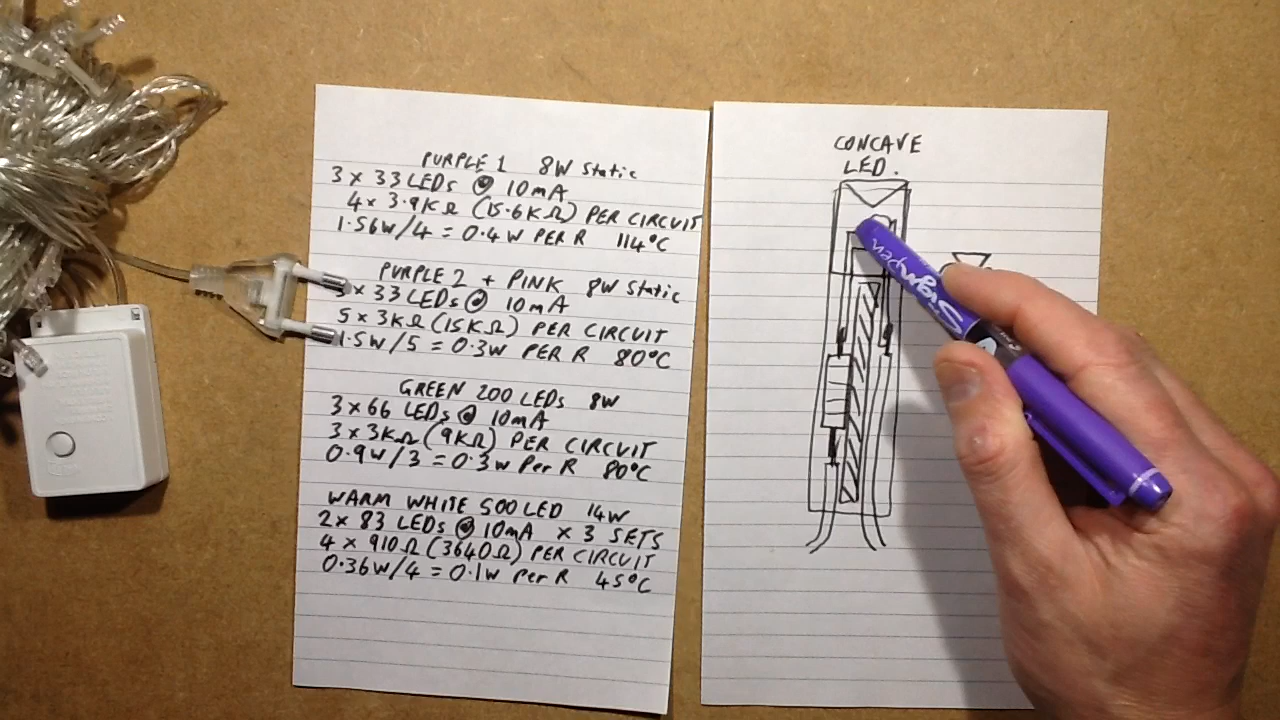 PURPLE 1 8W Static
3 x 33 LEDs @ 10mA
4 x 3.9KΩ (15.6KΩ) PER CIRCUIT
1.56W/4 = 0.4W PER R 114°C
PURPLE 2 + PINK 8W Static
3 x 33 LEDs @ 10mA
5 x 3KΩ (15KΩ) PER CIRCUIT
1.5W/5 = 0.3W PER R 80°C
GREEN 200 LEDs 8W
3 x 66 LEDs @ 10mA
3 x 3KΩ (9KΩ) PER CIRCUIT
0.9W/3 = 0.3W Per R 80°C
WARM WHITE 500 LED 14W
2 x 83 LEDs @ 10mA x 3 SETS
4 x 910Ω (3640Ω) PER CIRCUIT
0.36W/4 = 0.1W Per R 45°C
CONCAVE
LED.
Signpen